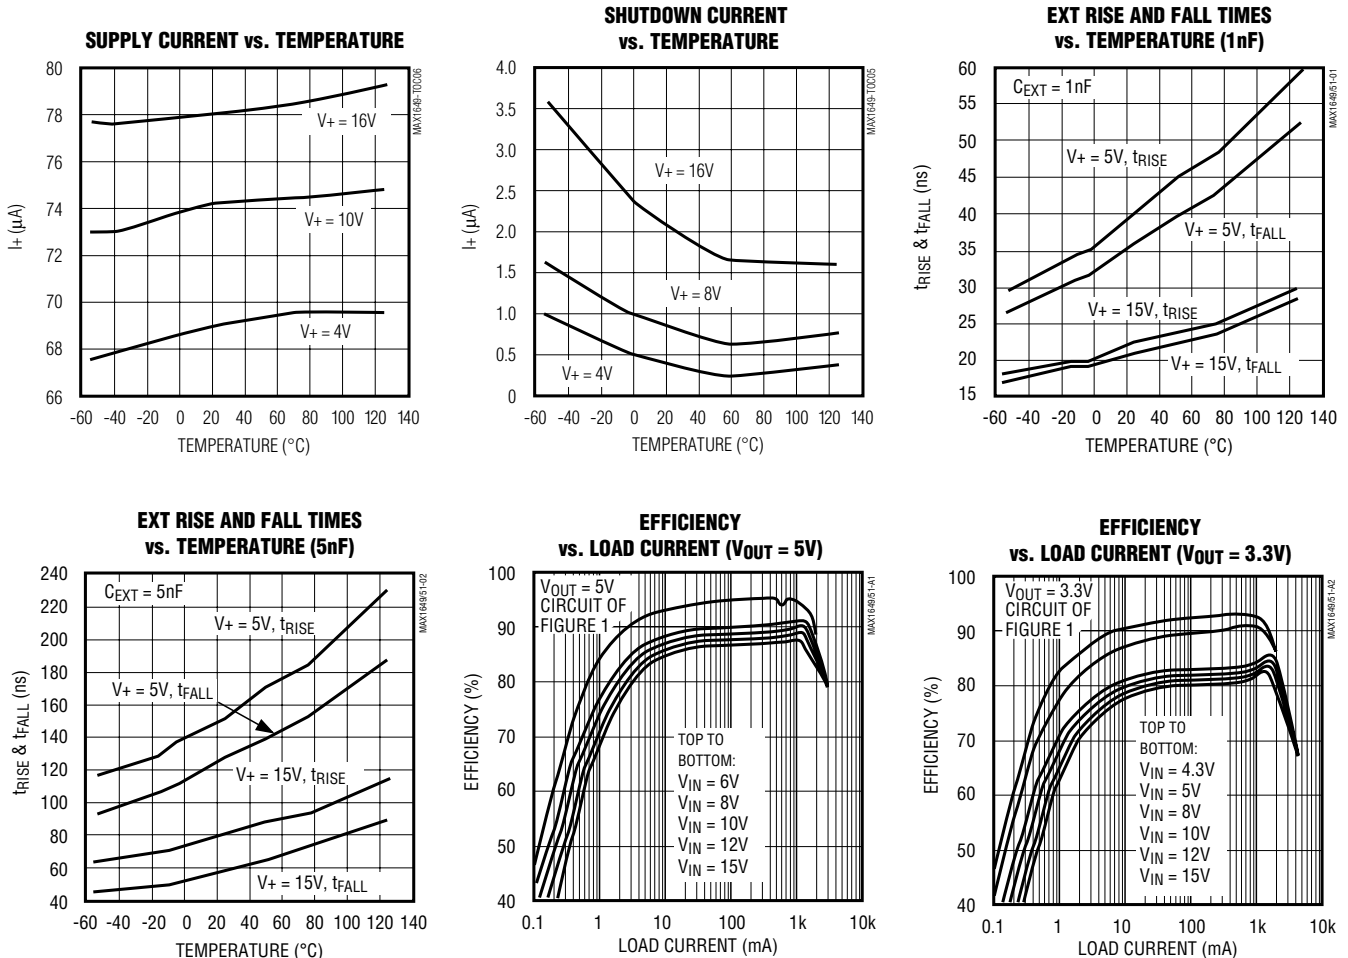 SUPPLY CURRENT vs. TEMPERATURE
80
78
76
74
72
70
68
66
I+ (µA)
V+ = 16V
V+ = 10V
V+ = 4V
-60 -40 -20 0 20 40 60 80 100 120 140
TEMPERATURE (°C)
MAX1649-TOC06
SHUTDOWN CURRENT
vs. TEMPERATURE
4.0
3.5
3.0
2.5
2.0
1.5
1.0
0.5
0
I+ (µA)
V+ = 16V
V+ = 8V
V+ = 4V
-60 -40 -20 0 20 40 60 80 100 120 140
TEMPERATURE (°C)
MAX1649-TOC05
EXT RISE AND FALL TIMES
vs. TEMPERATURE (1nF)
60
55
50
45
40
35
30
25
20
15
tRISE & tFALL (ns)
CEXT = 1nF
V+ = 5V, tRISE
V+ = 5V, tFALL
V+ = 15V, tRISE
V+ = 15V, tFALL
-60 -40 -20 0 20 40 60 80 100 120 140
TEMPERATURE (°C)
MAX1649/51-01
EXT RISE AND FALL TIMES
vs. TEMPERATURE (5nF)
240
220
200
180
160
140
120
100
80
60
40
tRISE & tFALL (ns)
CEXT = 5nF
V+ = 5V, tRISE
V+ = 5V, tFALL
V+ = 15V, tRISE
V+ = 15V, tFALL
-60 -40 -20 0 20 40 60 80 100 120 140
TEMPERATURE (°C)
MAX1649/51-02
EFFICIENCY
vs. LOAD CURRENT (VOUT = 5V)
100
90
80
70
60
50
40
EFFICIENCY (%)
VOUT = 5V
CIRCUIT OF
FIGURE 1
TOP TO
BOTTOM:
VIN = 6V
VIN = 8V
VIN = 10V
VIN = 12V
VIN = 15V
0.1 1 10 100 1k 10k
LOAD CURRENT (mA)
MAX1649/51-A1
EFFICIENCY
vs. LOAD CURRENT (VOUT = 3.3V)
100
90
80
70
60
50
40
EFFICIENCY (%)
VOUT = 3.3V
CIRCUIT OF
FIGURE 1
TOP TO
BOTTOM:
VIN = 4.3V
VIN = 5V
VIN = 8V
VIN = 10V
VIN = 12V
VIN = 15V
0.1 1 10 100 1k 10k
LOAD CURRENT (mA)
MAX1649/51-A2